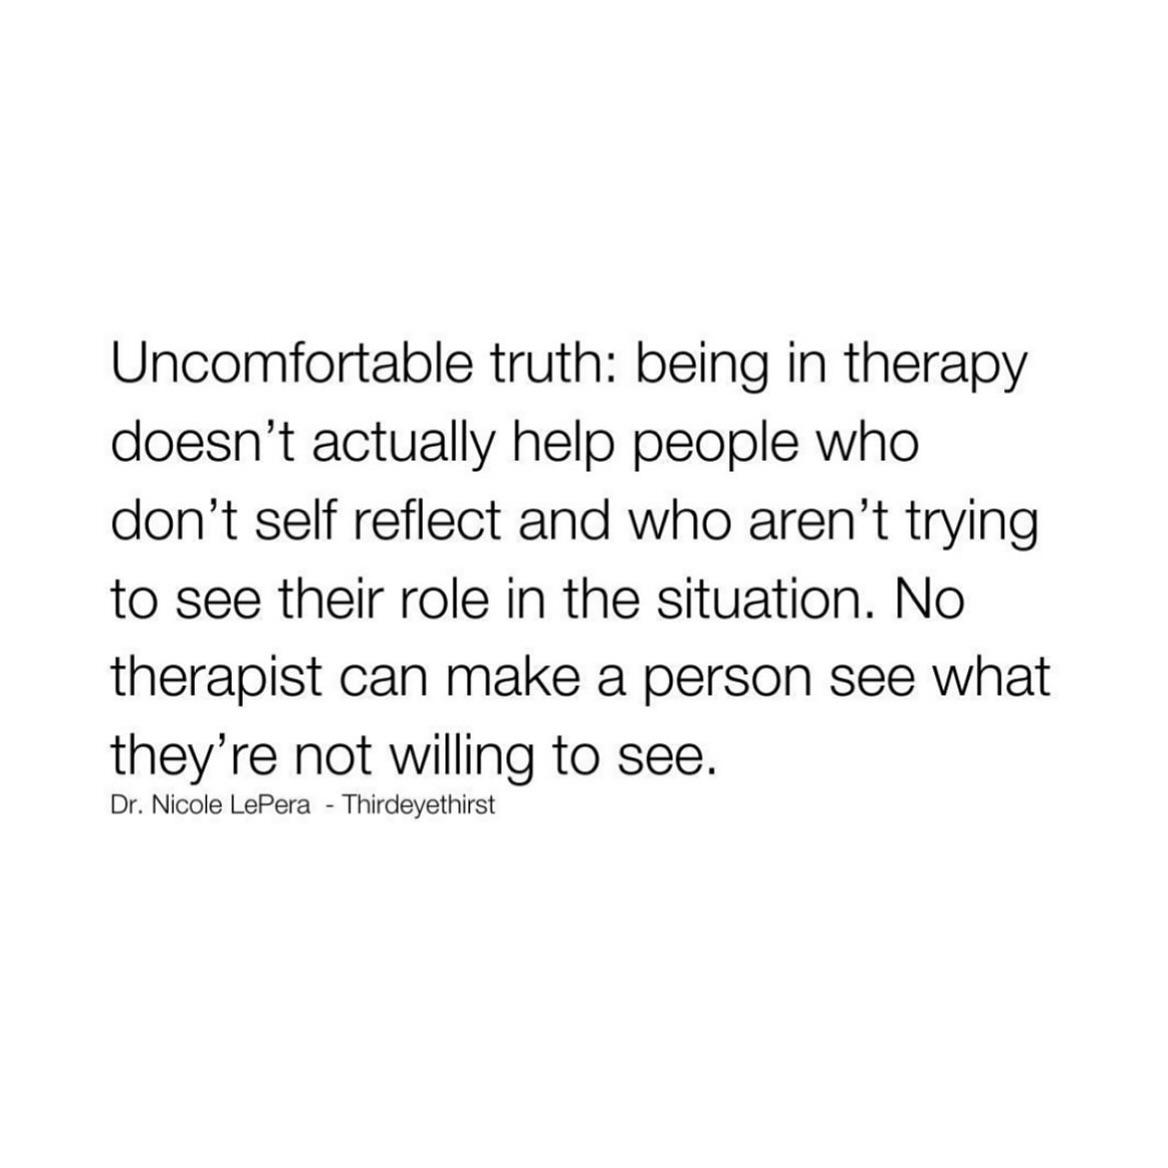 Uncomfortable truth: being in therapy
doesn’t actually help people who
don’t self reflect and who aren’t trying
to see their role in the situation. No
therapist can make a person see what
they’re not willing to see.
Dr. Nicole LePera - Thirdeyethirst